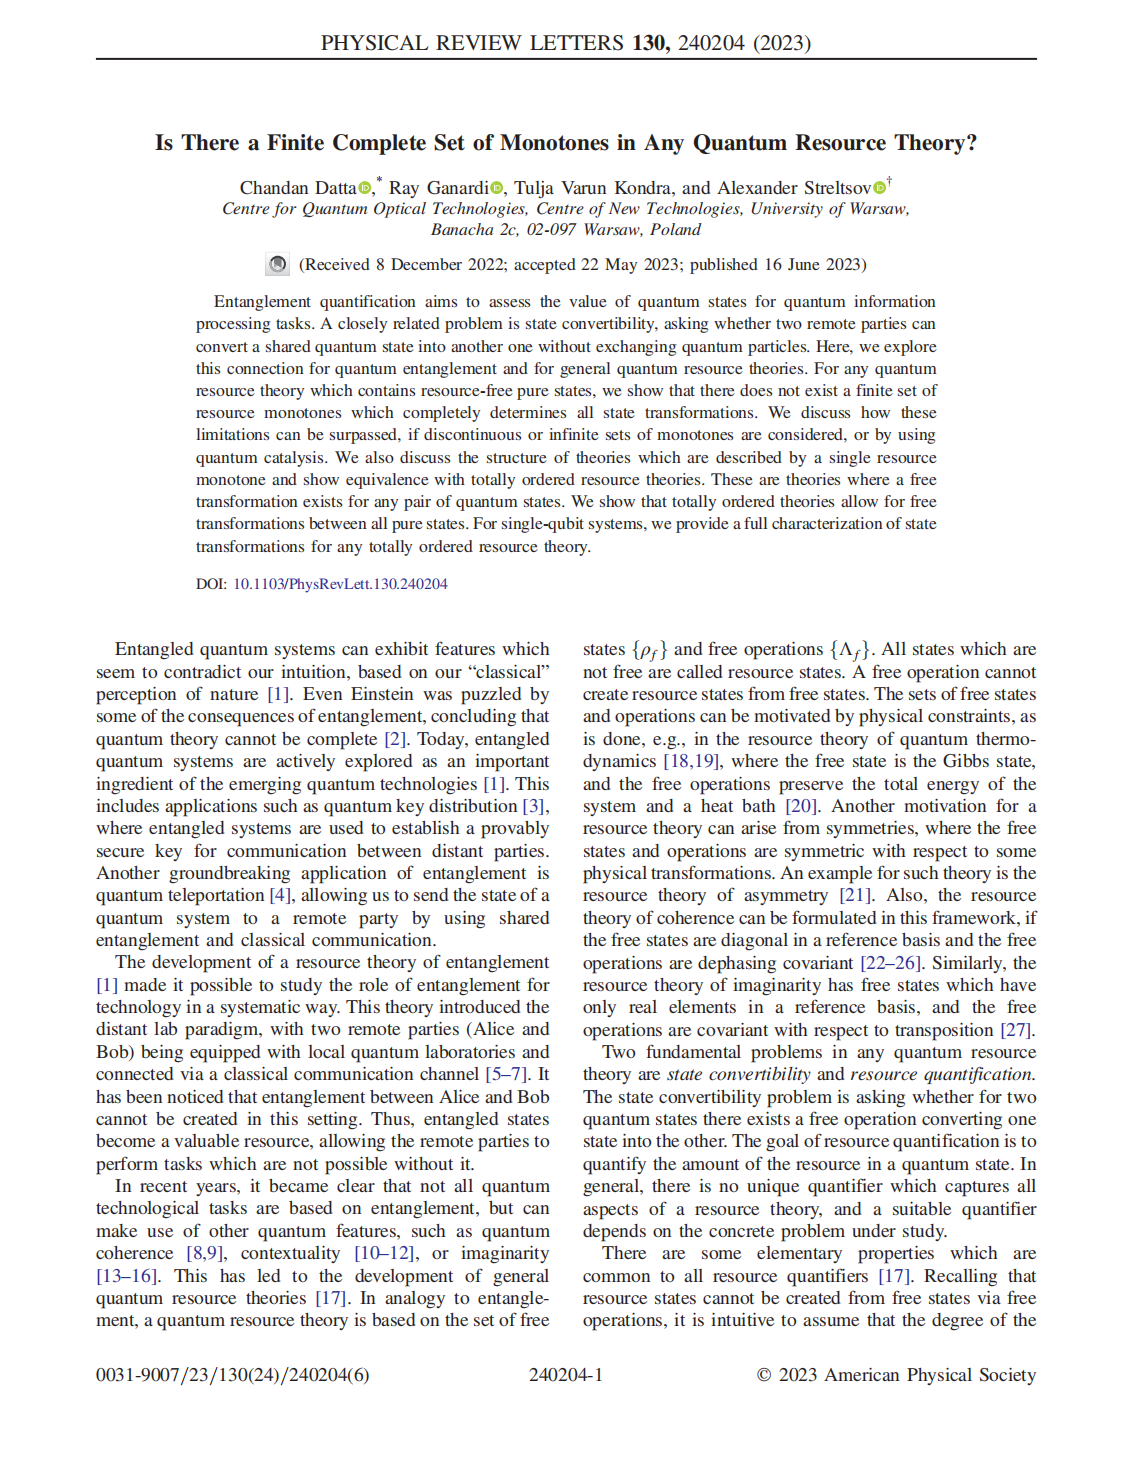 PHYSICAL REVIEW LETTERS 130, 240204 (2023)
Is There a Finite Complete Set of Monotones in Any Quantum Resource Theory?
Chandan Datta,* Ray Ganardi, Tulja Varun Kondra, and Alexander Streltsov†
Centre for Quantum Optical Technologies, Centre of New Technologies, University of Warsaw,
Banacha 2c, 02-097 Warsaw, Poland
(Received 8 December 2022; accepted 22 May 2023; published 16 June 2023)
Entanglement quantification aims to assess the value of quantum states for quantum information
processing tasks. A closely related problem is state convertibility, asking whether two remote parties can
convert a shared quantum state into another one without exchanging quantum particles. Here, we explore
this connection for quantum entanglement and for general quantum resource theories. For any quantum
resource theory which contains resource-free pure states, we show that there does not exist a finite set of
resource monotones which completely determines all state transformations. We discuss how these
limitations can be surpassed, if discontinuous or infinite sets of monotones are considered, or by using
quantum catalysis. We also discuss the structure of theories which are described by a single resource
monotone and show equivalence with totally ordered resource theories. These are theories where a free
transformation exists for any pair of quantum states. We show that totally ordered theories allow for free
transformations between all pure states. For single-qubit systems, we provide a full characterization of state
transformations for any totally ordered resource theory.
DOI: 10.1103/PhysRevLett.130.240204
Entangled quantum systems can exhibit features which
seem to contradict our intuition, based on our “classical”
perception of nature [1]. Even Einstein was puzzled by
some of the consequences of entanglement, concluding that
quantum theory cannot be complete [2]. Today, entangled
quantum systems are actively explored as an important
ingredient of the emerging quantum technologies [1]. This
includes applications such as quantum key distribution [3],
where entangled systems are used to establish a provably
secure key for communication between distant parties.
Another groundbreaking application of entanglement is
quantum teleportation [4], allowing us to send the state of a
quantum system to a remote party by using shared
entanglement and classical communication.
The development of a resource theory of entanglement
[1] made it possible to study the role of entanglement for
technology in a systematic way. This theory introduced the
distant lab paradigm, with two remote parties (Alice and
Bob) being equipped with local quantum laboratories and
connected via a classical communication channel [5–7]. It
has been noticed that entanglement between Alice and Bob
cannot be created in this setting. Thus, entangled states
become a valuable resource, allowing the remote parties to
perform tasks which are not possible without it.
In recent years, it became clear that not all quantum
technological tasks are based on entanglement, but can
make use of other quantum features, such as quantum
coherence [8,9], contextuality [10–12], or imaginarity
[13–16]. This has led to the development of general
quantum resource theories [17]. In analogy to entangle-
ment, a quantum resource theory is based on the set of free
states {ρf} and free operations {Λf}. All states which are
not free are called resource states. A free operation cannot
create resource states from free states. The sets of free states
and operations can be motivated by physical constraints, as
is done, e.g., in the resource theory of quantum thermo-
dynamics [18,19], where the free state is the Gibbs state,
and the free operations preserve the total energy of the
system and a heat bath [20]. Another motivation for a
resource theory can arise from symmetries, where the free
states and operations are symmetric with respect to some
physical transformations. An example for such theory is the
resource theory of asymmetry [21]. Also, the resource
theory of coherence can be formulated in this framework, if
the free states are diagonal in a reference basis and the free
operations are dephasing covariant [22–26]. Similarly, the
resource theory of imaginarity has free states which have
only real elements in a reference basis, and the free
operations are covariant with respect to transposition [27].
Two fundamental problems in any quantum resource
theory are state convertibility and resource quantification.
The state convertibility problem is asking whether for two
quantum states there exists a free operation converting one
state into the other. The goal of resource quantification is to
quantify the amount of the resource in a quantum state. In
general, there is no unique quantifier which captures all
aspects of a resource theory, and a suitable quantifier
depends on the concrete problem under study.
There are some elementary properties which are
common to all resource quantifiers [17]. Recalling that
resource states cannot be created from free states via free
operations, it is intuitive to assume that the degree of the
0031-9007/23/130(24)/240204(6)
240204-1
© 2023 American Physical Society